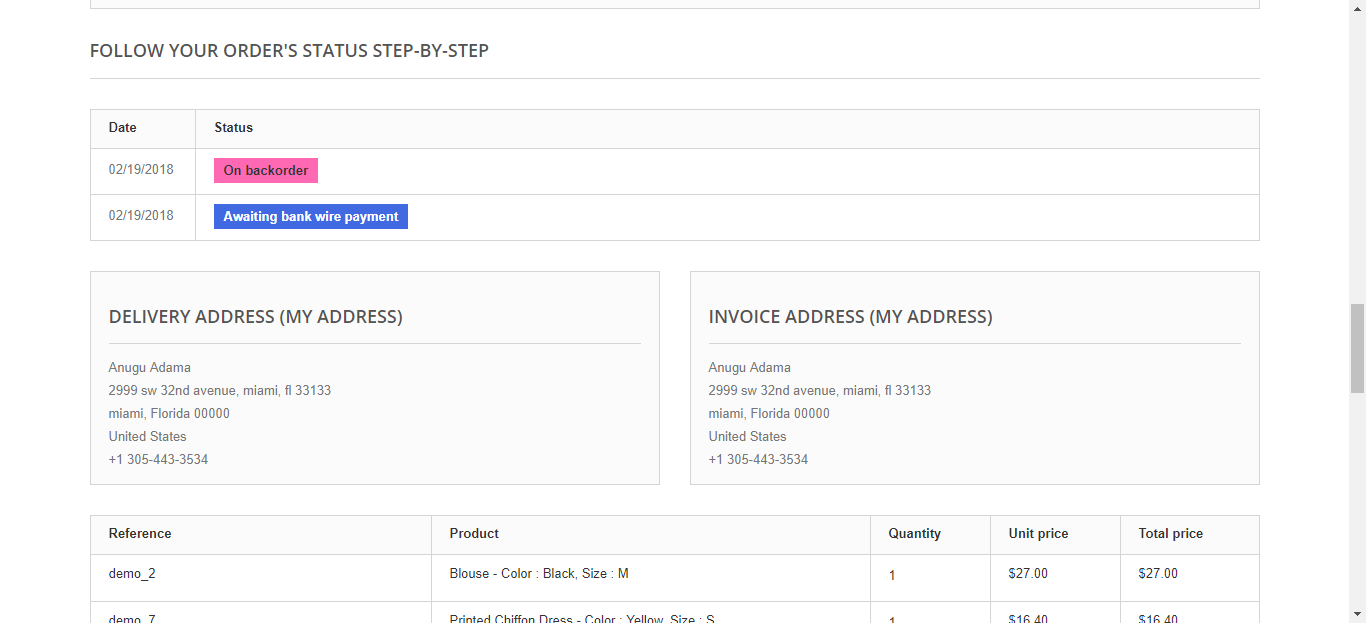 FOLLOW YOUR ORDER'S STATUS STEP-BY-STEP
Date Status
02/19/2018 On backorder
02/19/2018 Awaiting bank wire payment
DELIVERY ADDRESS (MY ADDRESS)
Anugu Adama
2999 sw 32nd avenue, miami, fl 33133
miami, Florida 00000
United States
+1 305-443-3534
INVOICE ADDRESS (MY ADDRESS)
Anugu Adama
2999 sw 32nd avenue, miami, fl 33133
miami, Florida 00000
United States
+1 305-443-3534
Reference Product Quantity Unit price Total price
demo_2 Blouse - Color : Black, Size : M 1 $27.00 $27.00
demo_7 Printed Chiffon Dress - Color : Yellow, Size : S 1 $16.40 $16.40